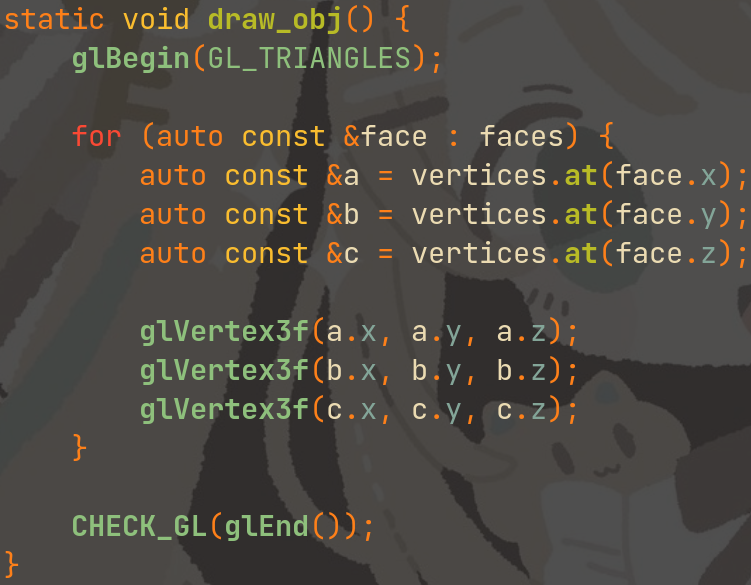 static void draw_obj() {
    glBegin(GL_TRIANGLES);

    for (auto const &face : faces) {
        auto const &a = vertices.at(face.x);
        auto const &b = vertices.at(face.y);
        auto const &c = vertices.at(face.z);

        glVertex3f(a.x, a.y, a.z);
        glVertex3f(b.x, b.y, b.z);
        glVertex3f(c.x, c.y, c.z);
    }

    CHECK_GL(glEnd());
}